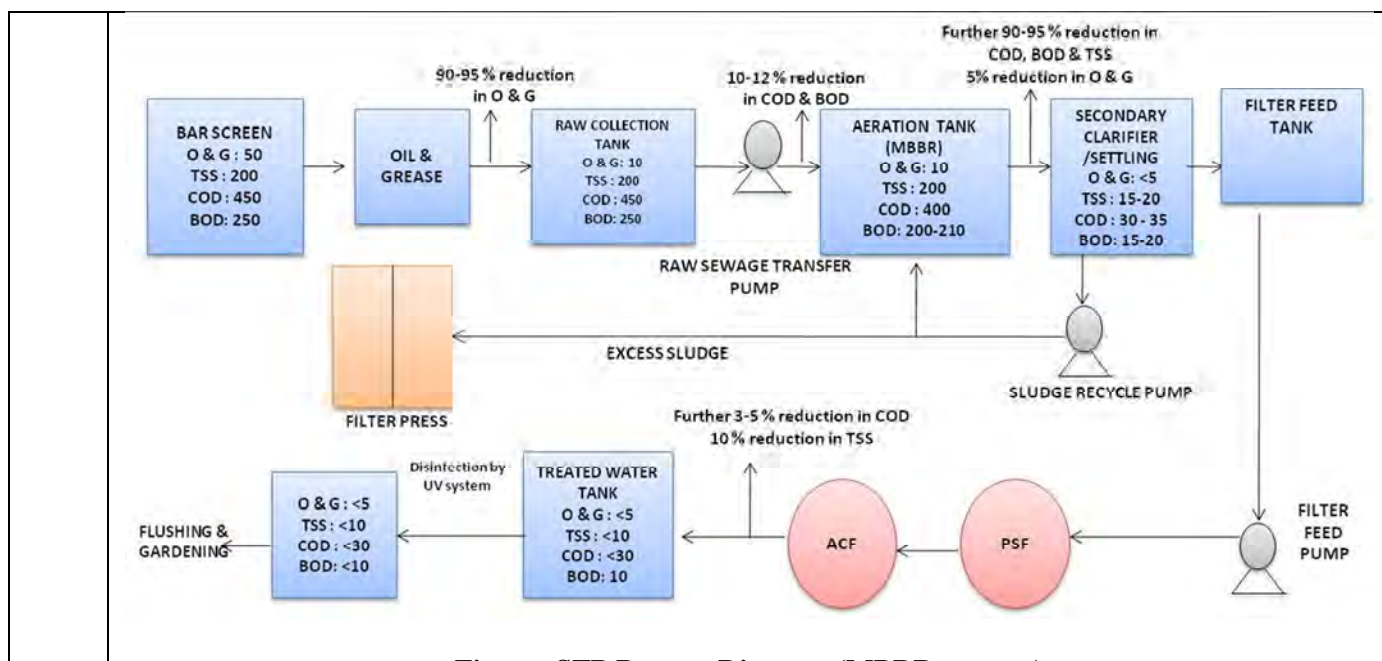 Further 90-95 % reduction in
COD, BOD & TSS
5% reduction in O & G
90-95 % reduction
in O & G
10-12 % reduction
in COD & BOD
BAR SCREEN
O & G : 50
TSS : 200
COD : 450
BOD: 250
OIL &
GREASE
RAW COLLECTION
TANK
O & G: 10
TSS : 200
COD : 450
BOD: 250
AERATION TANK
(MBBR)
O & G: 10
TSS : 200
COD : 400
BOD: 200-210
SECONDARY
CLARIFIER
/SETTLING
O & G: <5
TSS : 15-20
COD : 30 - 35
BOD: 15-20
FILTER FEED
TANK
RAW SEWAGE TRANSFER
PUMP
EXCESS SLUDGE
SLUDGE RECYCLE PUMP
FILTER PRESS
Further 3-5 % reduction in COD
10 % reduction in TSS
Disinfection by
UV system
FLUSHING &
GARDENING
O & G : <5
TSS : <10
COD : <30
BOD: <10
TREATED WATER
TANK
O & G : <5
TSS : <10
COD : <30
BOD: 10
ACF
PSF
FILTER
FEED
PUMP